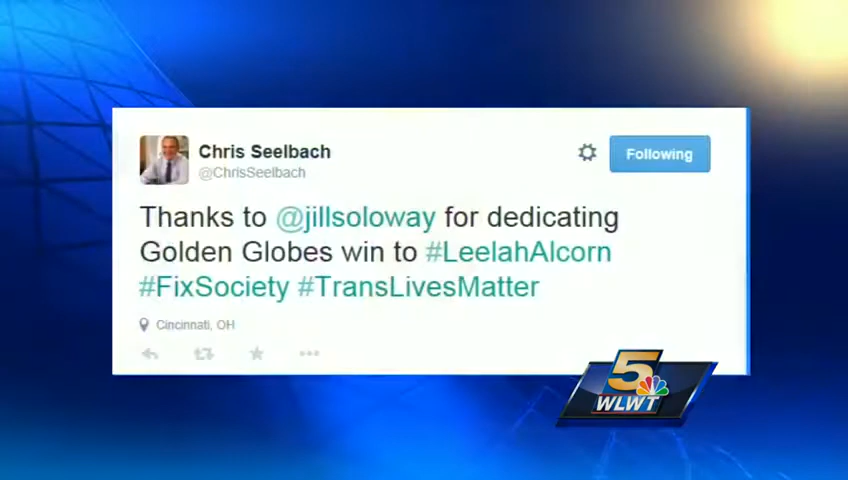 Chris Seelbach
@ChrisSeelbach
Following
Thanks to @jillsoloway for dedicating
Golden Globes win to #LeelahAlcorn
#FixSociety #TransLivesMatter
Cincinnati, OH
5
WLWT